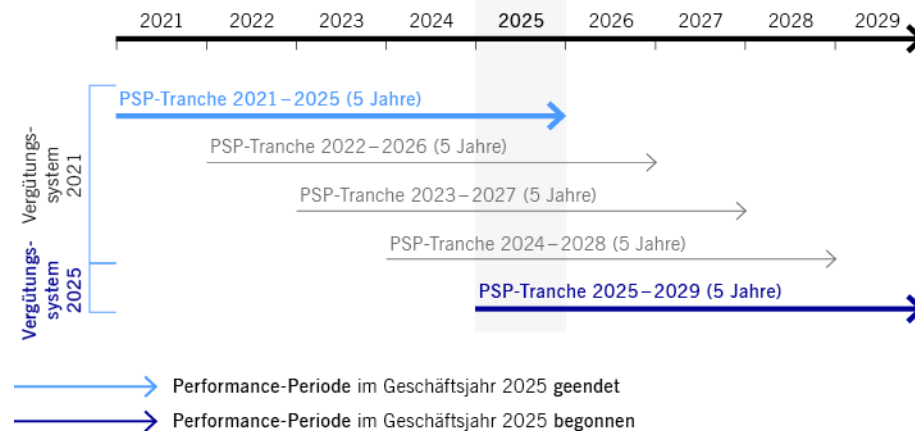 2021 2022 2023 2024 2025 2026 2027 2028 2029
PSP-Tranche 2021–2025 (5 Jahre)
PSP-Tranche 2022–2026 (5 Jahre)
PSP-Tranche 2023–2027 (5 Jahre)
PSP-Tranche 2024–2028 (5 Jahre)
PSP-Tranche 2025–2029 (5 Jahre)
Vergütungs-
system
2021
Vergütungs-
system
2025
Performance-Periode im Geschäftsjahr 2025 geendet
Performance-Periode im Geschäftsjahr 2025 begonnen